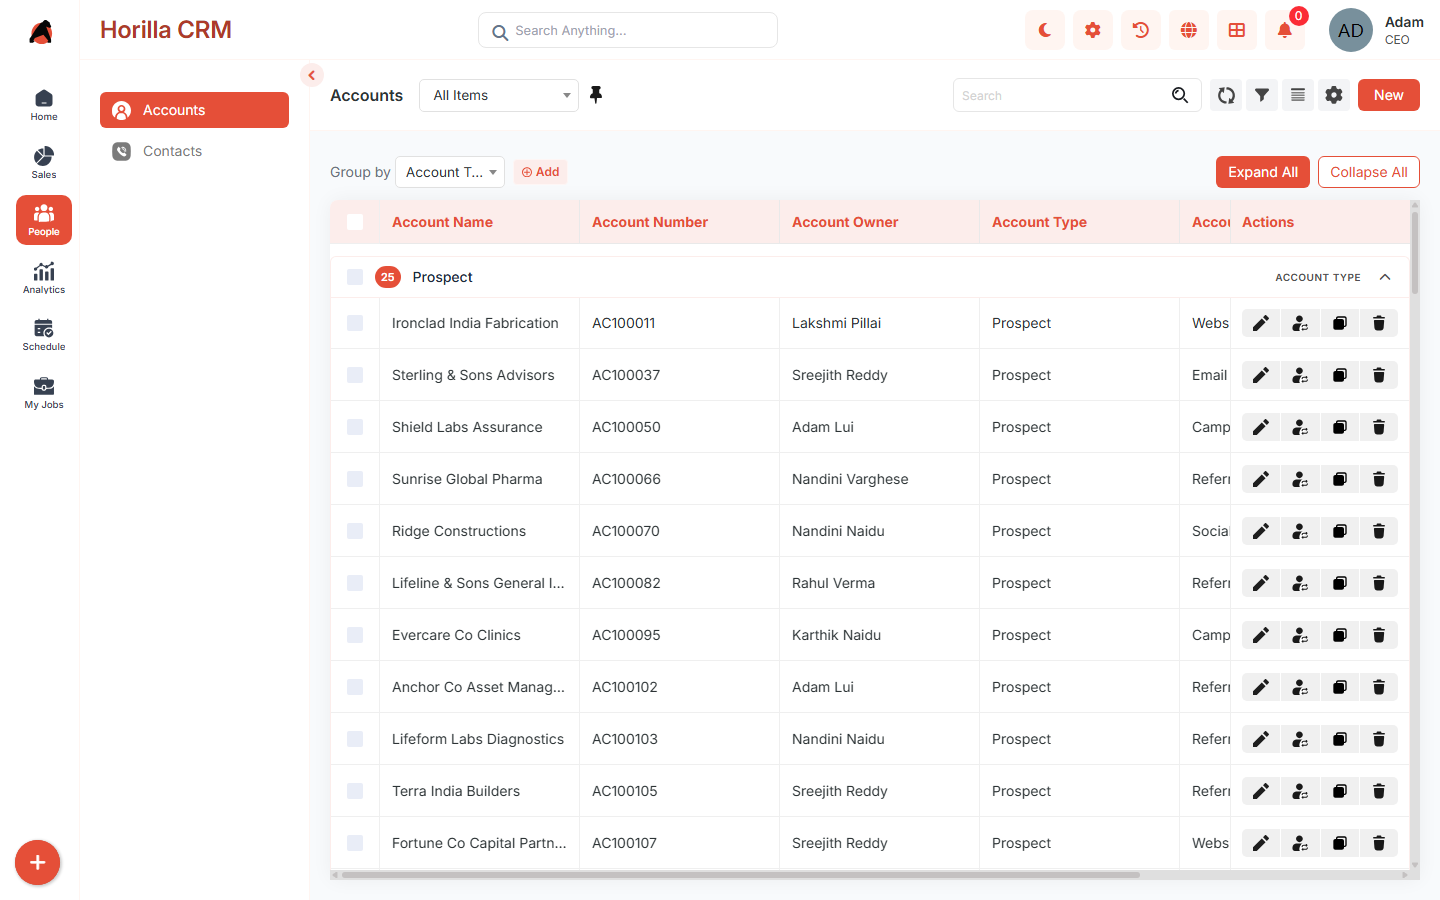 Horilla CRM
Search Anything...
0
AD
Adam
CEO
Home
Sales
People
Analytics
Schedule
My Jobs
Accounts
Contacts
Accounts
All Items
Search
New
Group by
Account T...
Add
Expand All
Collapse All
Account Name Account Number Account Owner Account Type Accou Actions
25 Prospect ACCOUNT TYPE
Ironclad India Fabrication AC100011 Lakshmi Pillai Prospect Webs
Sterling & Sons Advisors AC100037 Sreejith Reddy Prospect Email
Shield Labs Assurance AC100050 Adam Lui Prospect Camp
Sunrise Global Pharma AC100066 Nandini Varghese Prospect Referr
Ridge Constructions AC100070 Nandini Naidu Prospect Social
Lifeline & Sons General I... AC100082 Rahul Verma Prospect Referr
Evercare Co Clinics AC100095 Karthik Naidu Prospect Camp
Anchor Co Asset Manag... AC100102 Adam Lui Prospect Referr
Lifeform Labs Diagnostics AC100103 Nandini Naidu Prospect Referr
Terra India Builders AC100105 Sreejith Reddy Prospect Referr
Fortune Co Capital Partn... AC100107 Sreejith Reddy Prospect Webs